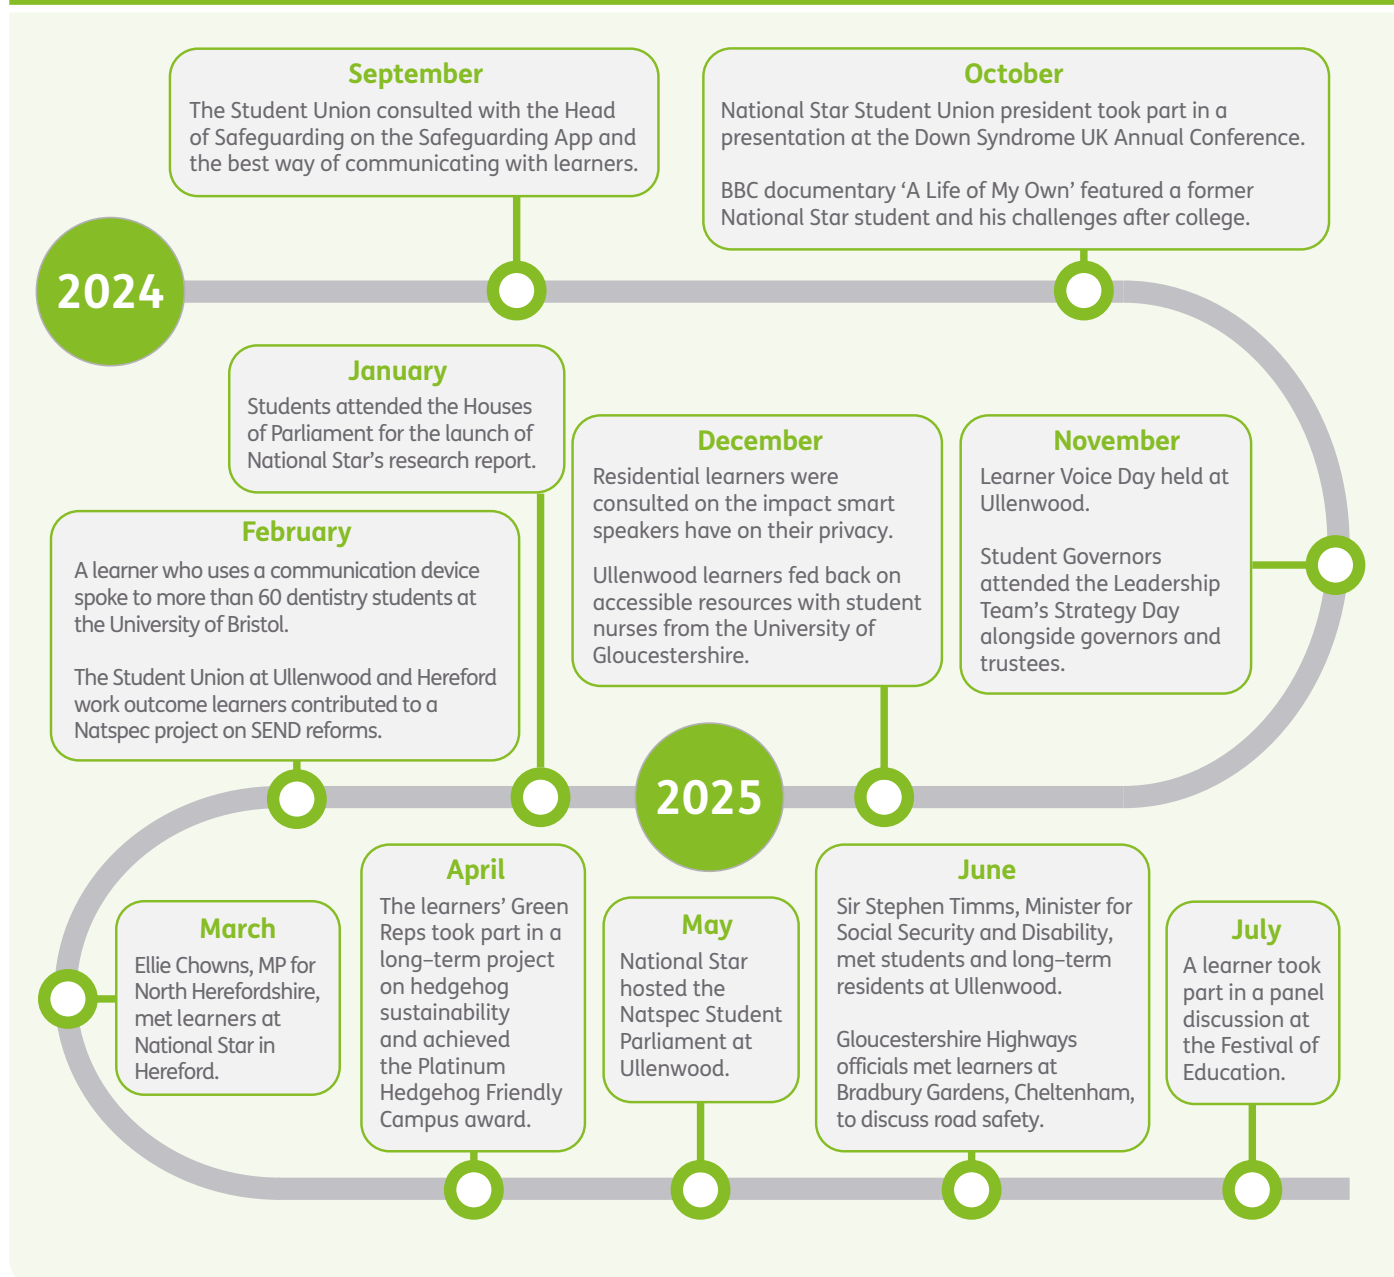 2024
September
The Student Union consulted with the Head
of Safeguarding on the Safeguarding App and
the best way of communicating with learners.
October
National Star Student Union president took part in a
presentation at the Down Syndrome UK Annual Conference.
BBC documentary ‘A Life of My Own’ featured a former
National Star student and his challenges after college.
November
Learner Voice Day held at
Ullenwood.
Student Governors
attended the Leadership
Team’s Strategy Day
alongside governors and
trustees.
December
Residential learners were
consulted on the impact smart
speakers have on their privacy.
Ullenwood learners fed back on
accessible resources with student
nurses from the University of
Gloucestershire.
2025
January
Students attended the Houses
of Parliament for the launch of
National Star’s research report.
February
A learner who uses a communication device
spoke to more than 60 dentistry students at
the University of Bristol.
The Student Union at Ullenwood and Hereford
work outcome learners contributed to a
Natspec project on SEND reforms.
March
Ellie Chowns, MP for
North Herefordshire,
met learners at
National Star in
Hereford.
April
The learners’ Green
Reps took part in a
long–term project
on hedgehog
sustainability
and achieved
the Platinum
Hedgehog Friendly
Campus award.
May
National Star
hosted the
Natspec Student
Parliament at
Ullenwood.
June
Sir Stephen Timms, Minister for
Social Security and Disability,
met students and long–term
residents at Ullenwood.
Gloucestershire Highways
officials met learners at
Bradbury Gardens, Cheltenham,
to discuss road safety.
July
A learner took
part in a panel
discussion at
the Festival of
Education.